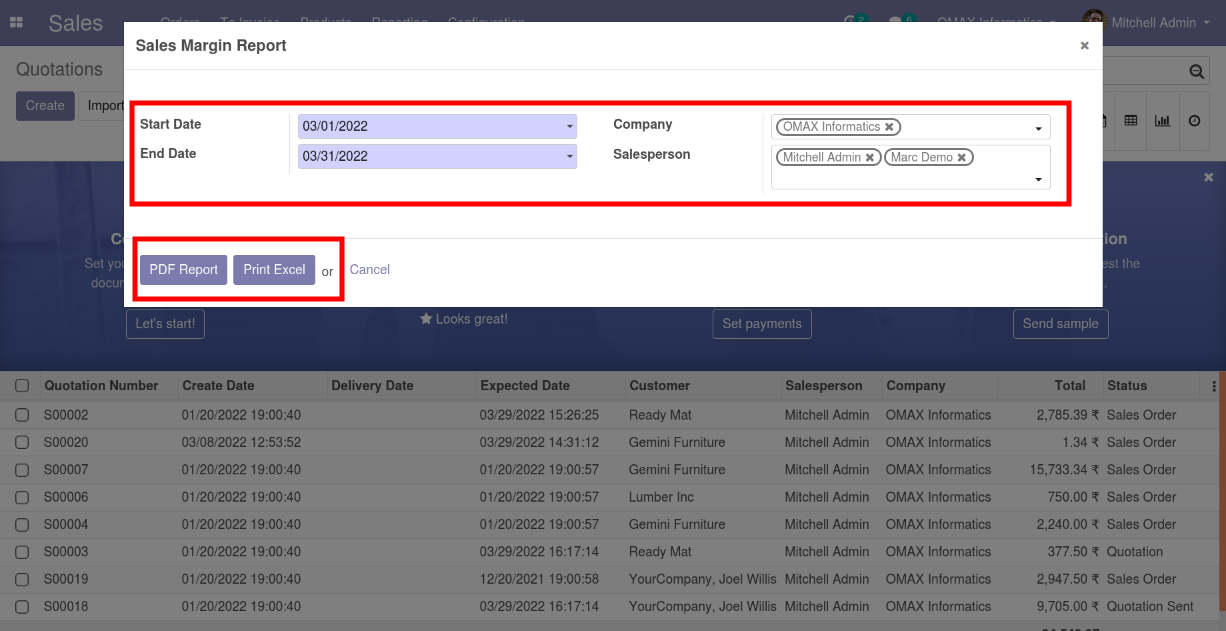 Sales Orders To Invoice Products Reporting Configuration 2 6 OMAX Informatics Mitchell Admin
Sales Margin Report ×
Quotations
Create Import
Start Date 03/01/2022 Company OMAX Informatics ×
End Date 03/31/2022 Salesperson Mitchell Admin × Marc Demo ×
PDF Report Print Excel or Cancel
Let's start! Looks great! Set payments Send sample
Quotation Number Create Date Delivery Date Expected Date Customer Salesperson Company Total Status
S00002 01/20/2022 19:00:40 03/29/2022 15:26:25 Ready Mat Mitchell Admin OMAX Informatics 2,785.39 ₹ Sales Order
S00020 03/08/2022 12:53:52 03/29/2022 14:31:12 Gemini Furniture Mitchell Admin OMAX Informatics 1.34 ₹ Sales Order
S00007 01/20/2022 19:00:40 01/20/2022 19:00:57 Gemini Furniture Mitchell Admin OMAX Informatics 15,733.34 ₹ Sales Order
S00006 01/20/2022 19:00:40 01/20/2022 19:00:57 Lumber Inc Mitchell Admin OMAX Informatics 750.00 ₹ Sales Order
S00004 01/20/2022 19:00:40 01/20/2022 19:00:57 Gemini Furniture Mitchell Admin OMAX Informatics 2,240.00 ₹ Sales Order
S00003 01/20/2022 19:00:40 03/29/2022 16:17:14 Ready Mat Mitchell Admin OMAX Informatics 377.50 ₹ Quotation
S00019 01/20/2022 19:00:40 12/20/2021 19:00:58 YourCompany, Joel Willis Mitchell Admin OMAX Informatics 2,947.50 ₹ Sales Order
S00018 01/20/2022 19:00:40 03/29/2022 16:17:14 YourCompany, Joel Willis Mitchell Admin OMAX Informatics 9,705.00 ₹ Quotation Sent